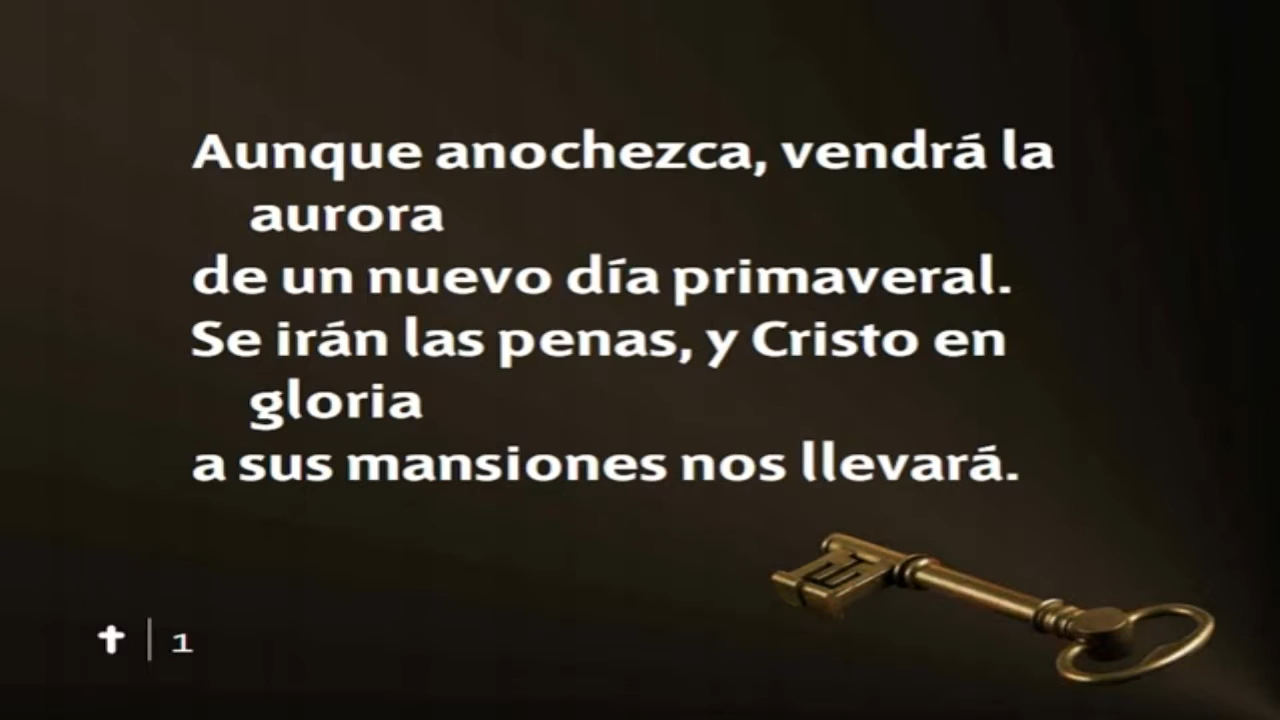 Aunque anochezca, vendrá la
aurora
de un nuevo día primaveral.
Se irán las penas, y Cristo en
gloria
a sus mansiones nos llevará.
1